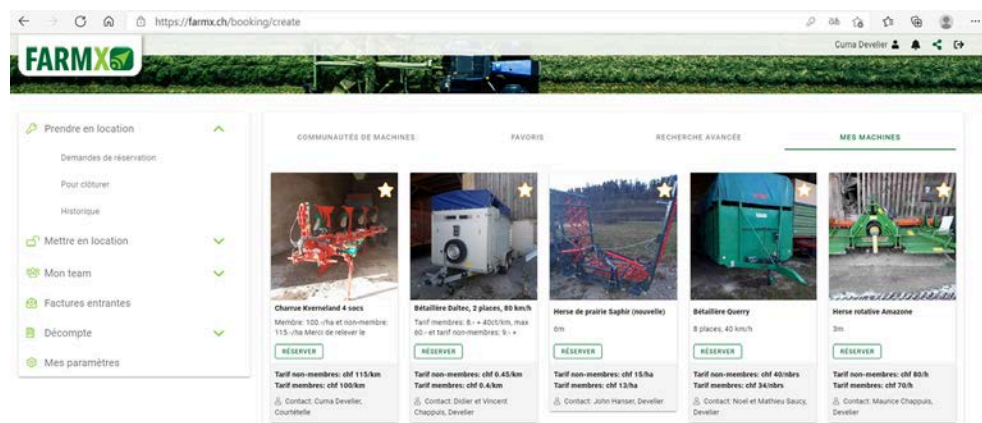 https://farmx.ch/booking/create
FARMX
Cuma Develier
Prendre en location
Demandes de réservation
Pour clôturer
Historique
Mettre en location
Mon team
Factures entrantes
Décompte
Mes paramètres
COMMUNAUTÉS DE MACHINES
FAVORIS
RECHERCHE AVANCÉE
MES MACHINES
Charrue Kverneland 4 socs
Membre: 100.-/ha et non-membre:
115.-/ha Merci de relever le
RÉSERVER
Tarif non-membres: chf 115/km
Tarif membres: chf 100/km
Contact: Cuma Develier,
Courtételle
Bétaillère Daltec, 2 places, 80 km/h
Tarif membres: 8.- + 40ct/km, max
60.- et tarif non-membres: 9.- +
RÉSERVER
Tarif non-membres: chf 0.45/km
Tarif membres: chf 0.4/km
Contact: Didier et Vincent
Chappuis, Develier
Herse de prairie Saphir (nouvelle)
6m
RÉSERVER
Tarif non-membres: chf 15/ha
Tarif membres: chf 13/ha
Contact: John Hanser, Develier
Bétaillère Querry
8 places, 40 km/h
RÉSERVER
Tarif non-membres: chf 40/nbrs
Tarif membres: chf 34/nbrs
Contact: Noel et Mathieu Saucy,
Develier
Herse rotative Amazone
3m
RÉSERVER
Tarif non-membres: chf 80/h
Tarif membres: chf 70/h
Contact: Maurice Chappuis,
Develier